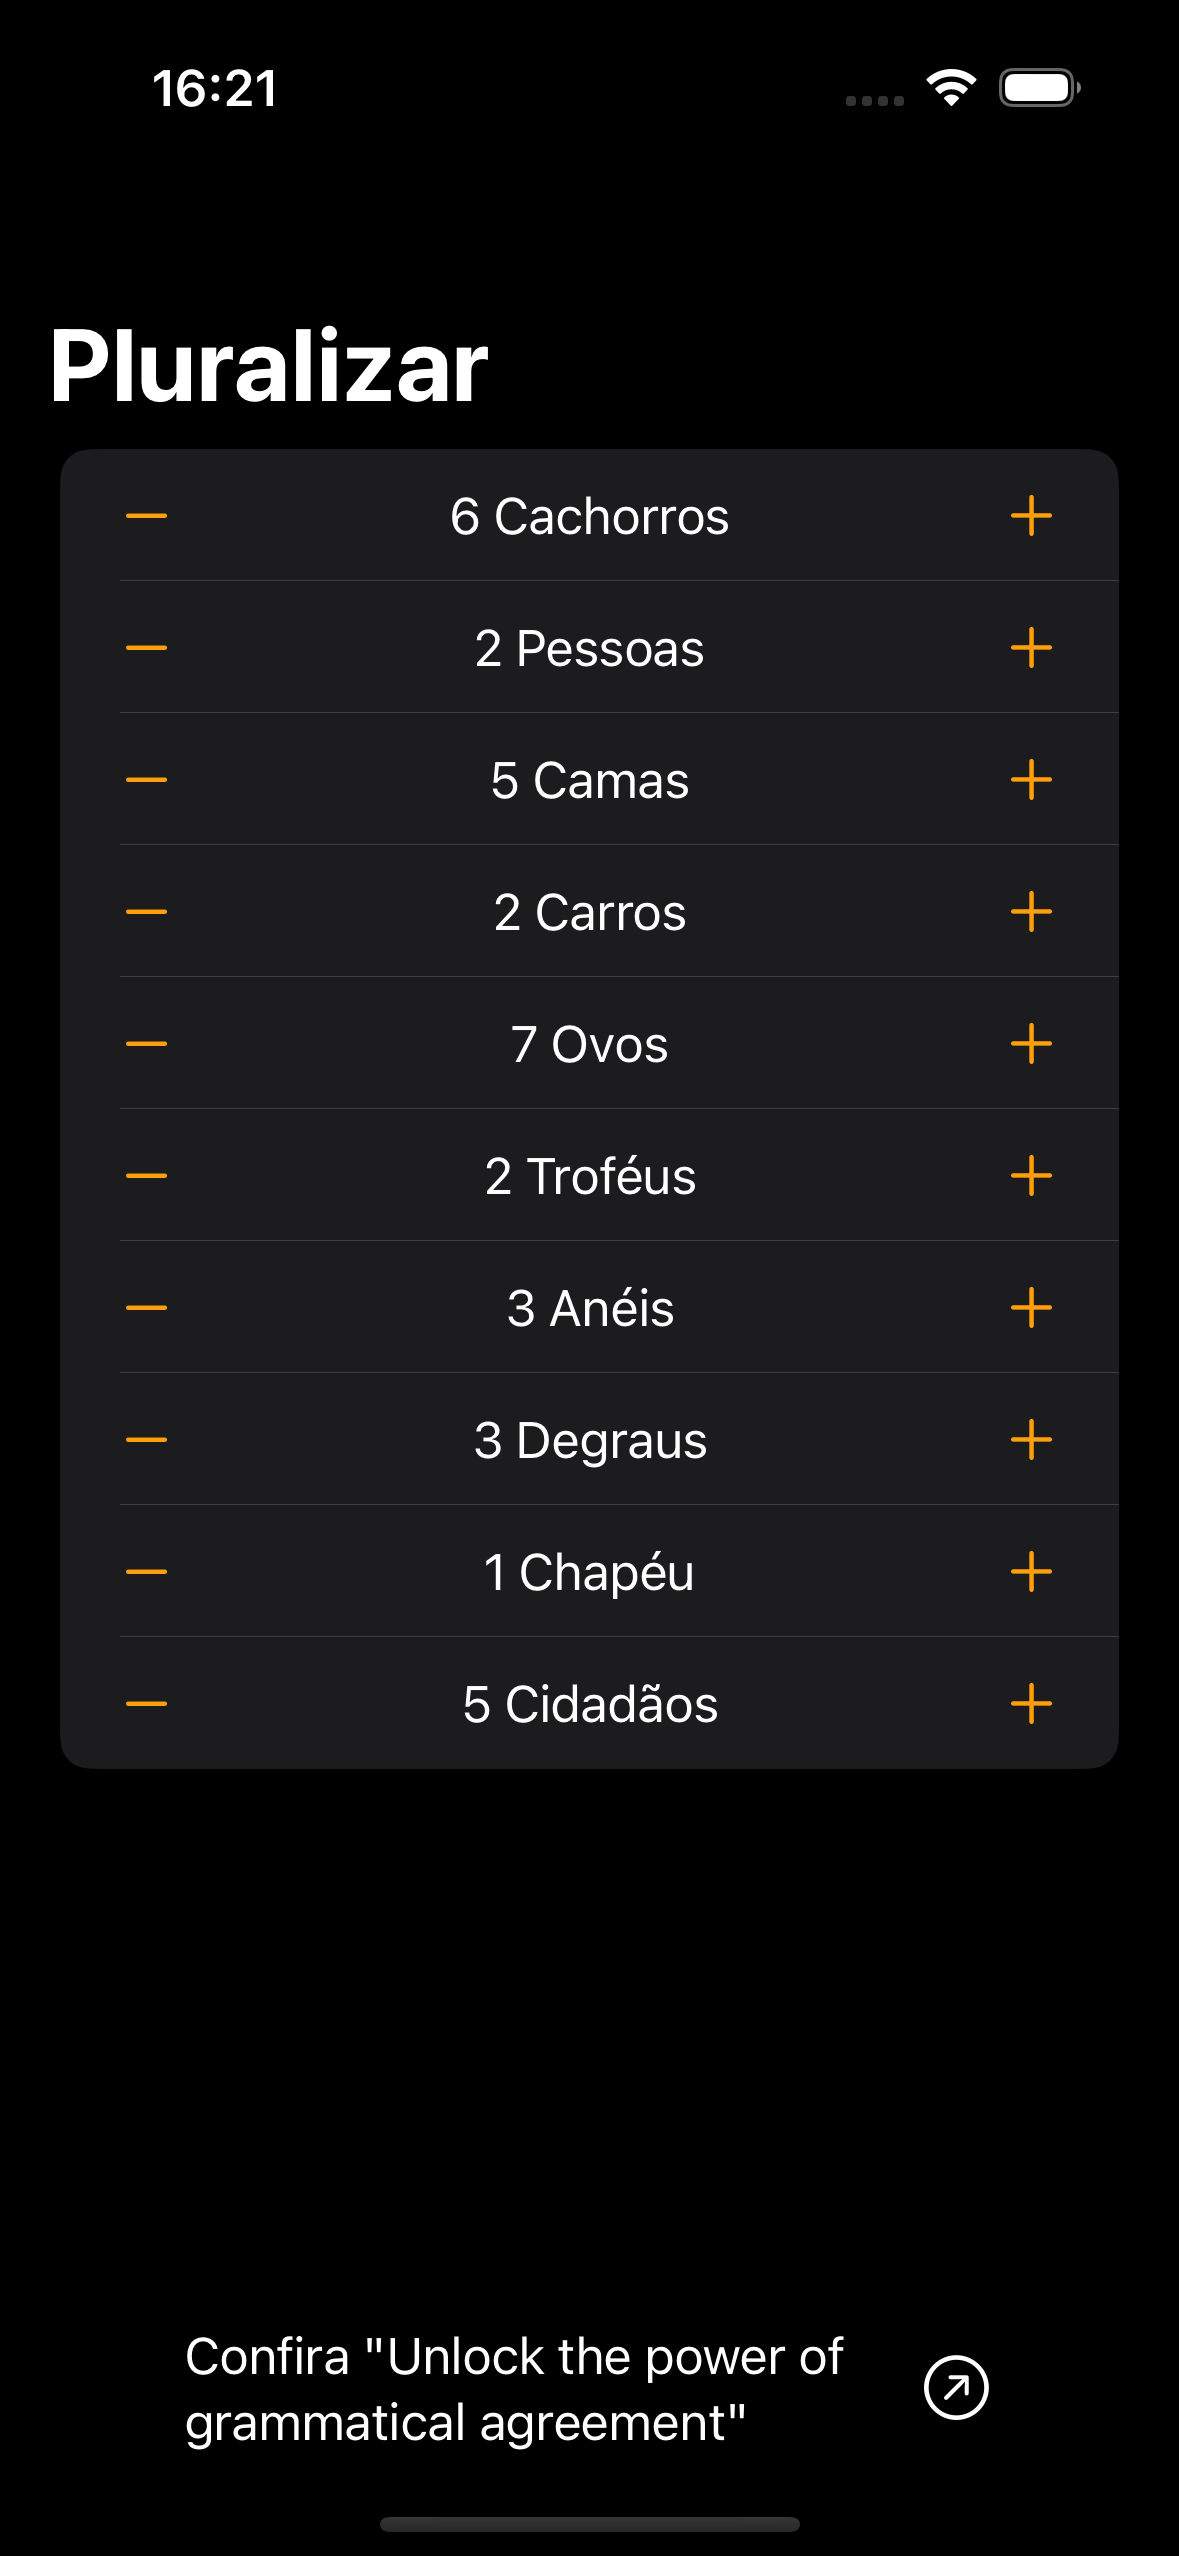 16:21
Pluralizar
6 Cachorros
2 Pessoas
5 Camas
2 Carros
7 Ovos
2 Troféus
3 Anéis
3 Degraus
1 Chapéu
5 Cidadãos
Confira "Unlock the power of
grammatical agreement"